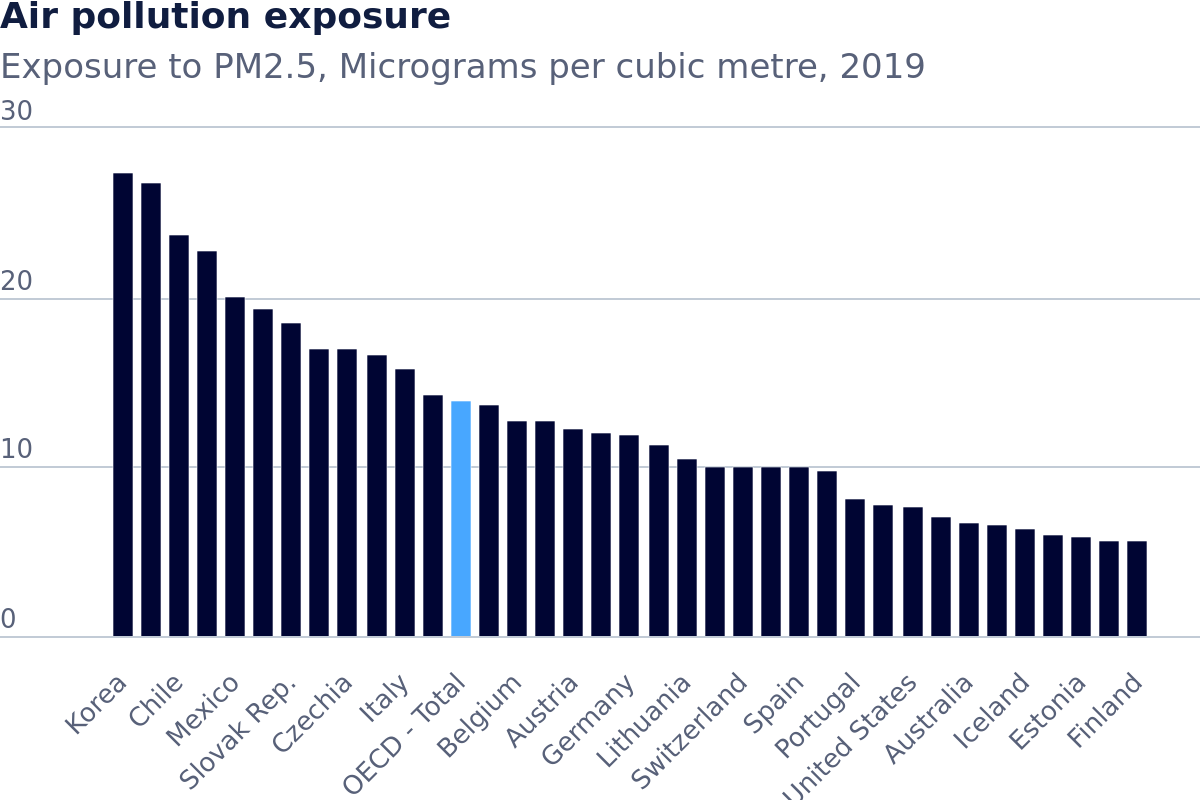 Air pollution exposure
Exposure to PM2.5, Micrograms per cubic metre, 2019
30
20
10
0
Korea
Chile
Mexico
Slovak Rep.
Czechia
Italy
OECD - Total
Belgium
Austria
Germany
Lithuania
Switzerland
Spain
Portugal
United States
Australia
Iceland
Estonia
Finland